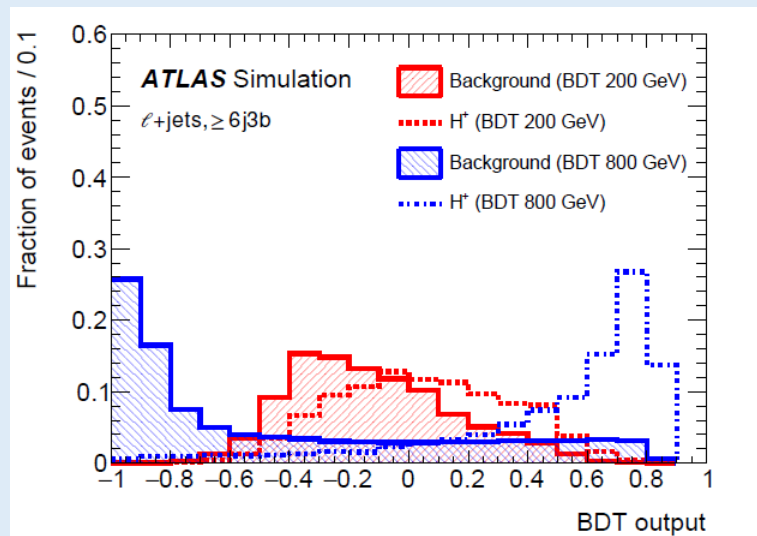 Fraction of events / 0.1
0.6
0.5
0.4
0.3
0.2
0.1
0
ATLAS Simulation
ℓ+jets, ≥ 6j3b
Background (BDT 200 GeV)
H⁺ (BDT 200 GeV)
Background (BDT 800 GeV)
H⁺ (BDT 800 GeV)
−1 −0.8 −0.6 −0.4 −0.2 0 0.2 0.4 0.6 0.8 1
BDT output